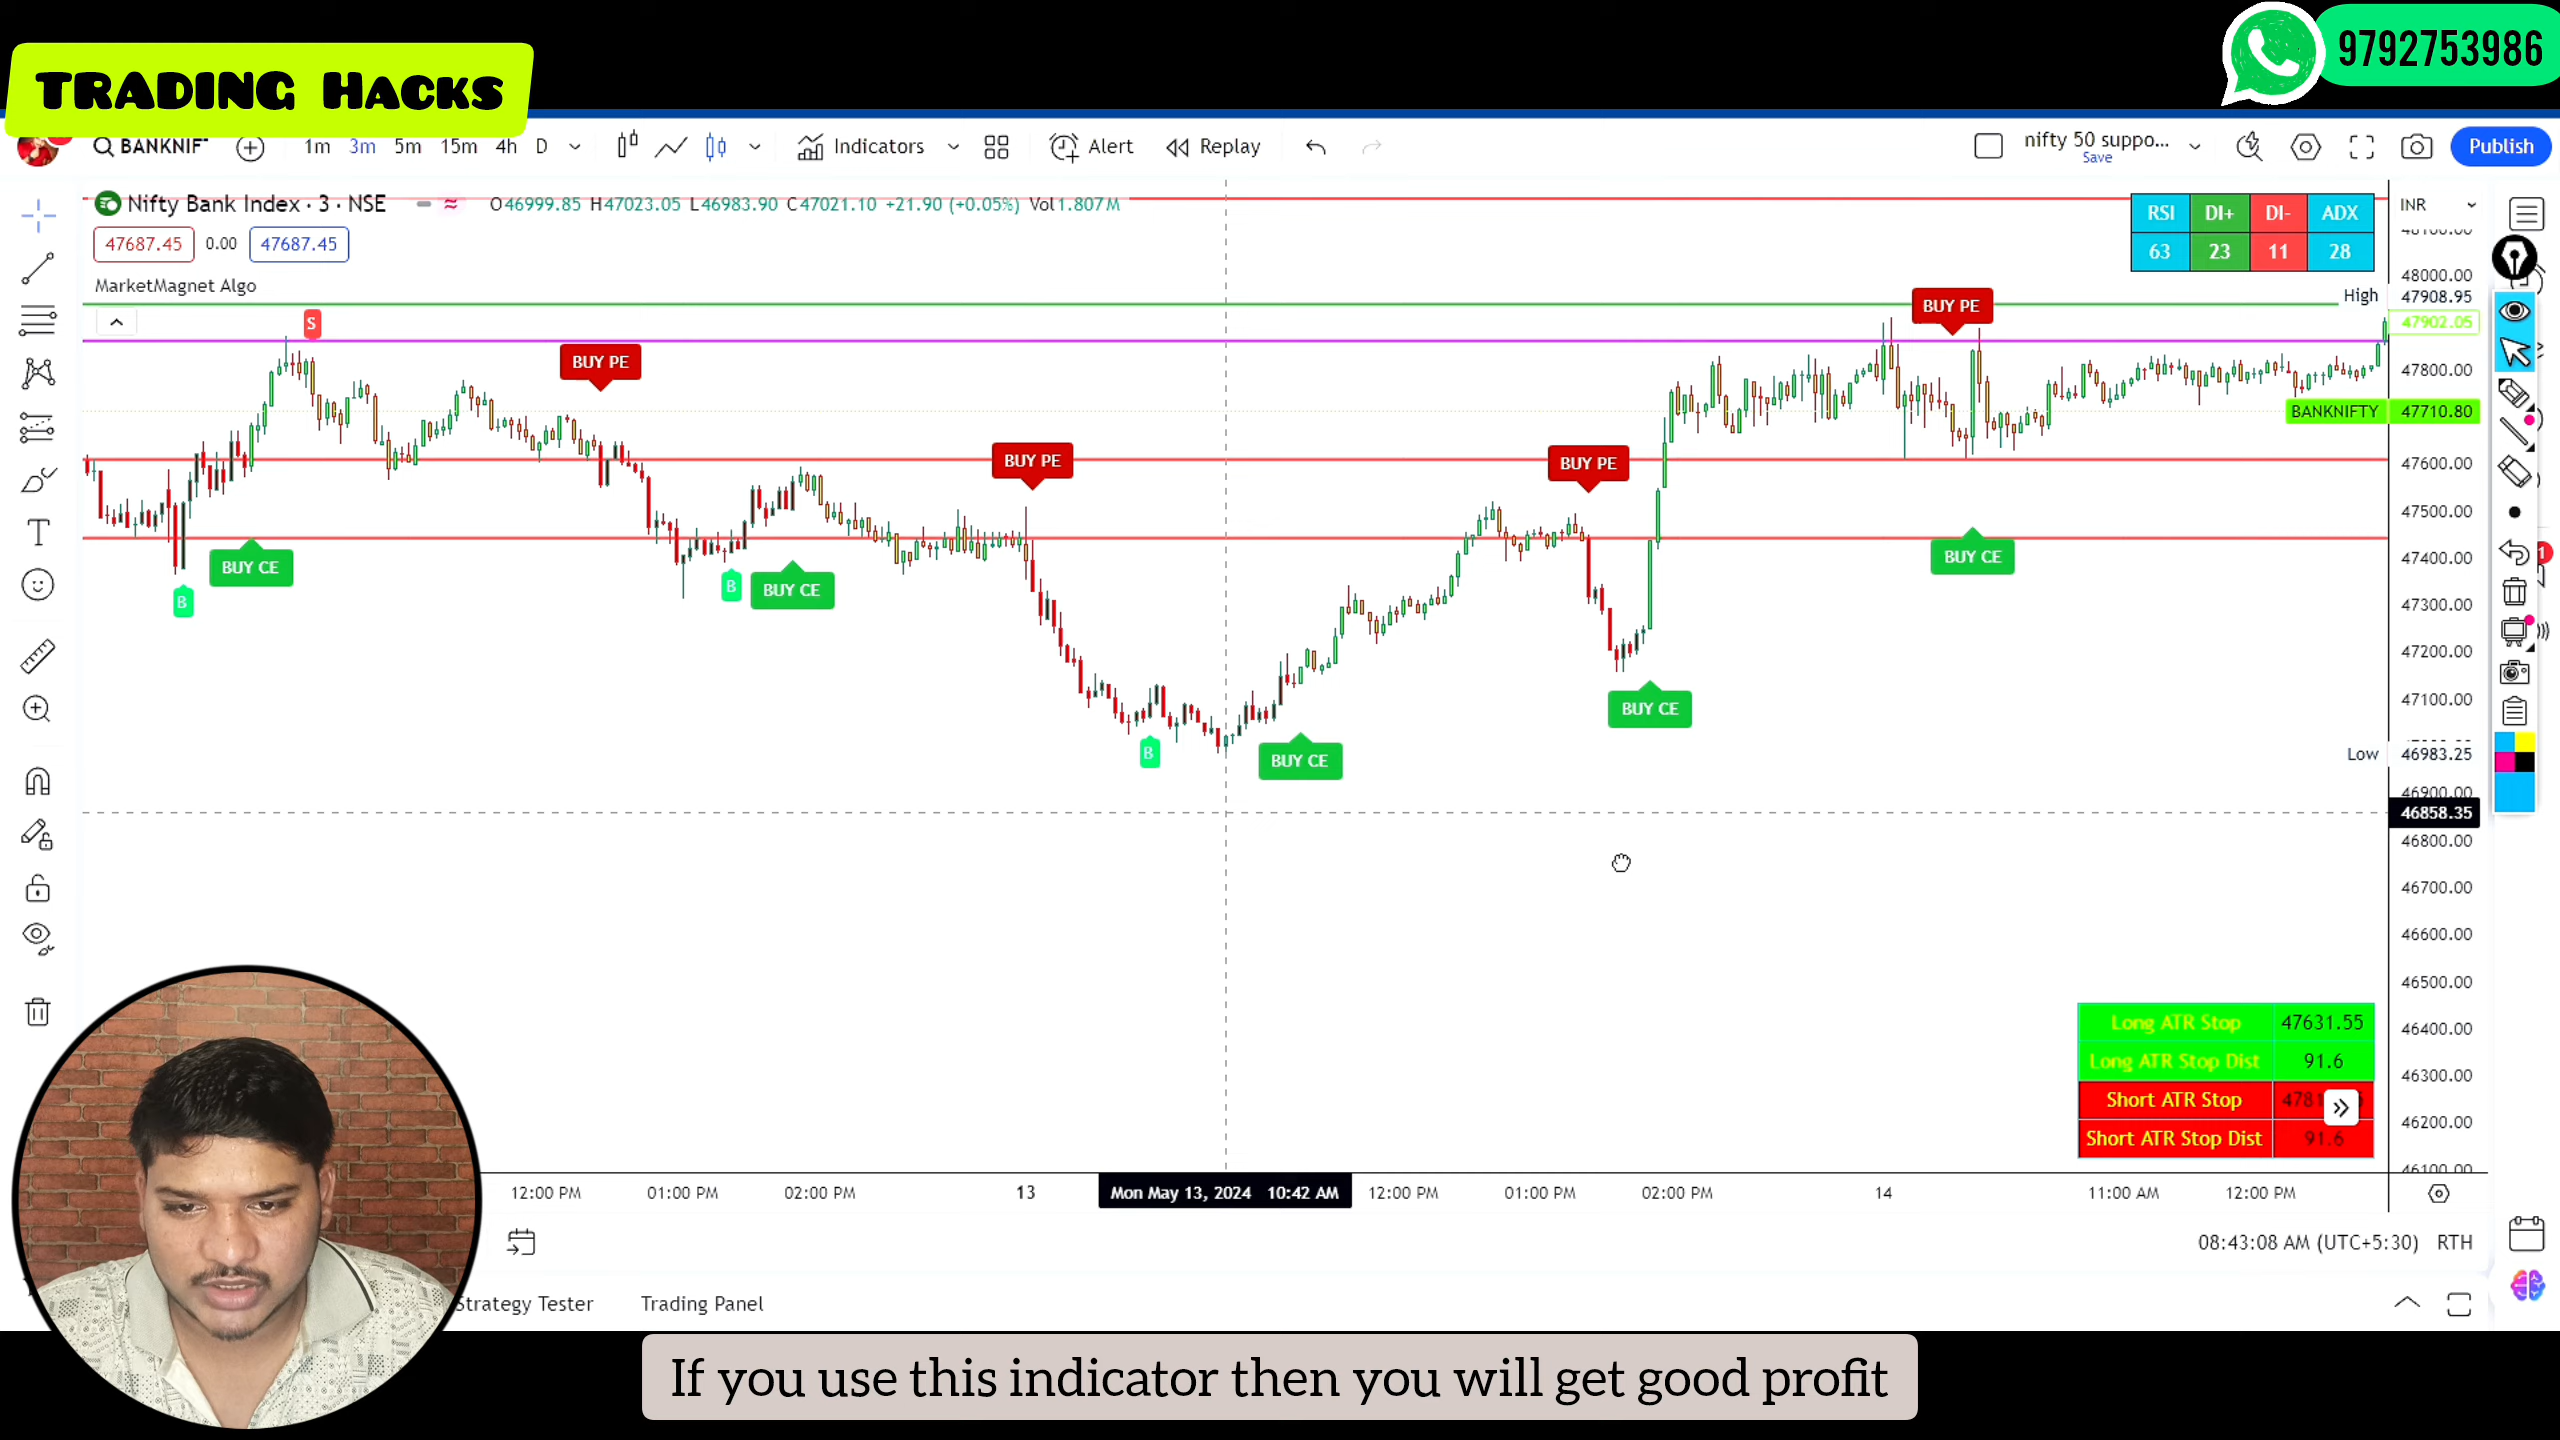 TRADING HACKS
9792753986
BANKNIF
1m 3m 5m 15m 4h D
Indicators
Alert
Replay
nifty 50 suppo...
Save
Publish
Nifty Bank Index · 3 · NSE
O46999.85 H47023.05 L46983.90 C47021.10 +21.90 (+0.05%) Vol1.807M
47687.45 0.00 47687.45
MarketMagnet Algo
RSI DI+ DI- ADX
63 23 11 28
INR
48000.00
High 47908.95
47902.05
47800.00
BANKNIFTY 47710.80
47600.00
47500.00
47400.00
47300.00
47200.00
47100.00
Low 46983.25
46900.00
46858.35
46800.00
46700.00
46600.00
46500.00
46400.00
46300.00
46200.00
46100.00
S
BUY PE
BUY PE
BUY PE
BUY PE
BUY CE
B
B
BUY CE
B
BUY CE
BUY CE
BUY CE
1
Long ATR Stop 47631.55
Long ATR Stop Dist 91.6
Short ATR Stop
Short ATR Stop Dist 91.6
12:00 PM 01:00 PM 02:00 PM 13 Mon May 13, 2024 10:42 AM 12:00 PM 01:00 PM 02:00 PM 14 11:00 AM 12:00 PM
08:43:08 AM (UTC+5:30) RTH
Strategy Tester Trading Panel
If you use this indicator then you will get good profit